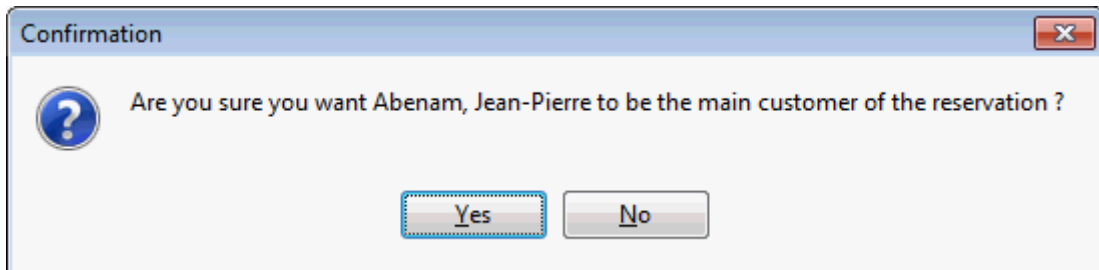 Confirmation
Are you sure you want Abenam, Jean-Pierre to be the main customer of the reservation ?
Yes No